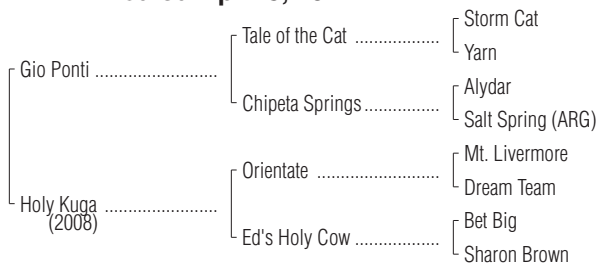 Storm Cat
Tale of the Cat ..................
Yarn
Gio Ponti ..........................
Alydar
Chipeta Springs ................
Salt Spring (ARG)
Mt. Livermore
Orientate ..........................
Dream Team
Holy Kuga ........................
(2008)
Bet Big
Ed's Holy Cow ..................
Sharon Brown